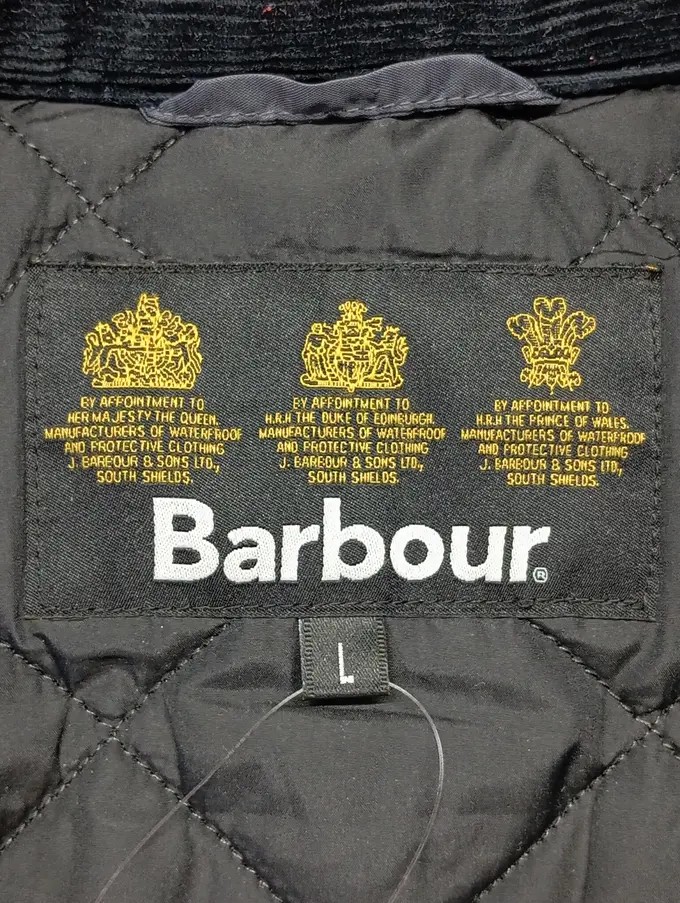 BY APPOINTMENT TO
HER MAJESTY THE QUEEN.
MANUFACTURERS OF WATERPROOF
AND PROTECTIVE CLOTHING
J. BARBOUR & SONS LTD.,
SOUTH SHIELDS.
BY APPOINTMENT TO
H.R.H THE DUKE OF EDINBURGH.
MANUFACTURERS OF WATERPROOF
AND PROTECTIVE CLOTHING
J. BARBOUR & SONS LTD.,
SOUTH SHIELDS.
BY APPOINTMENT TO
H.R.H THE PRINCE OF WALES.
MANUFACTURERS OF WATERPROOF
AND PROTECTIVE CLOTHING
J. BARBOUR & SONS LTD.,
SOUTH SHIELDS.
Barbour®
L